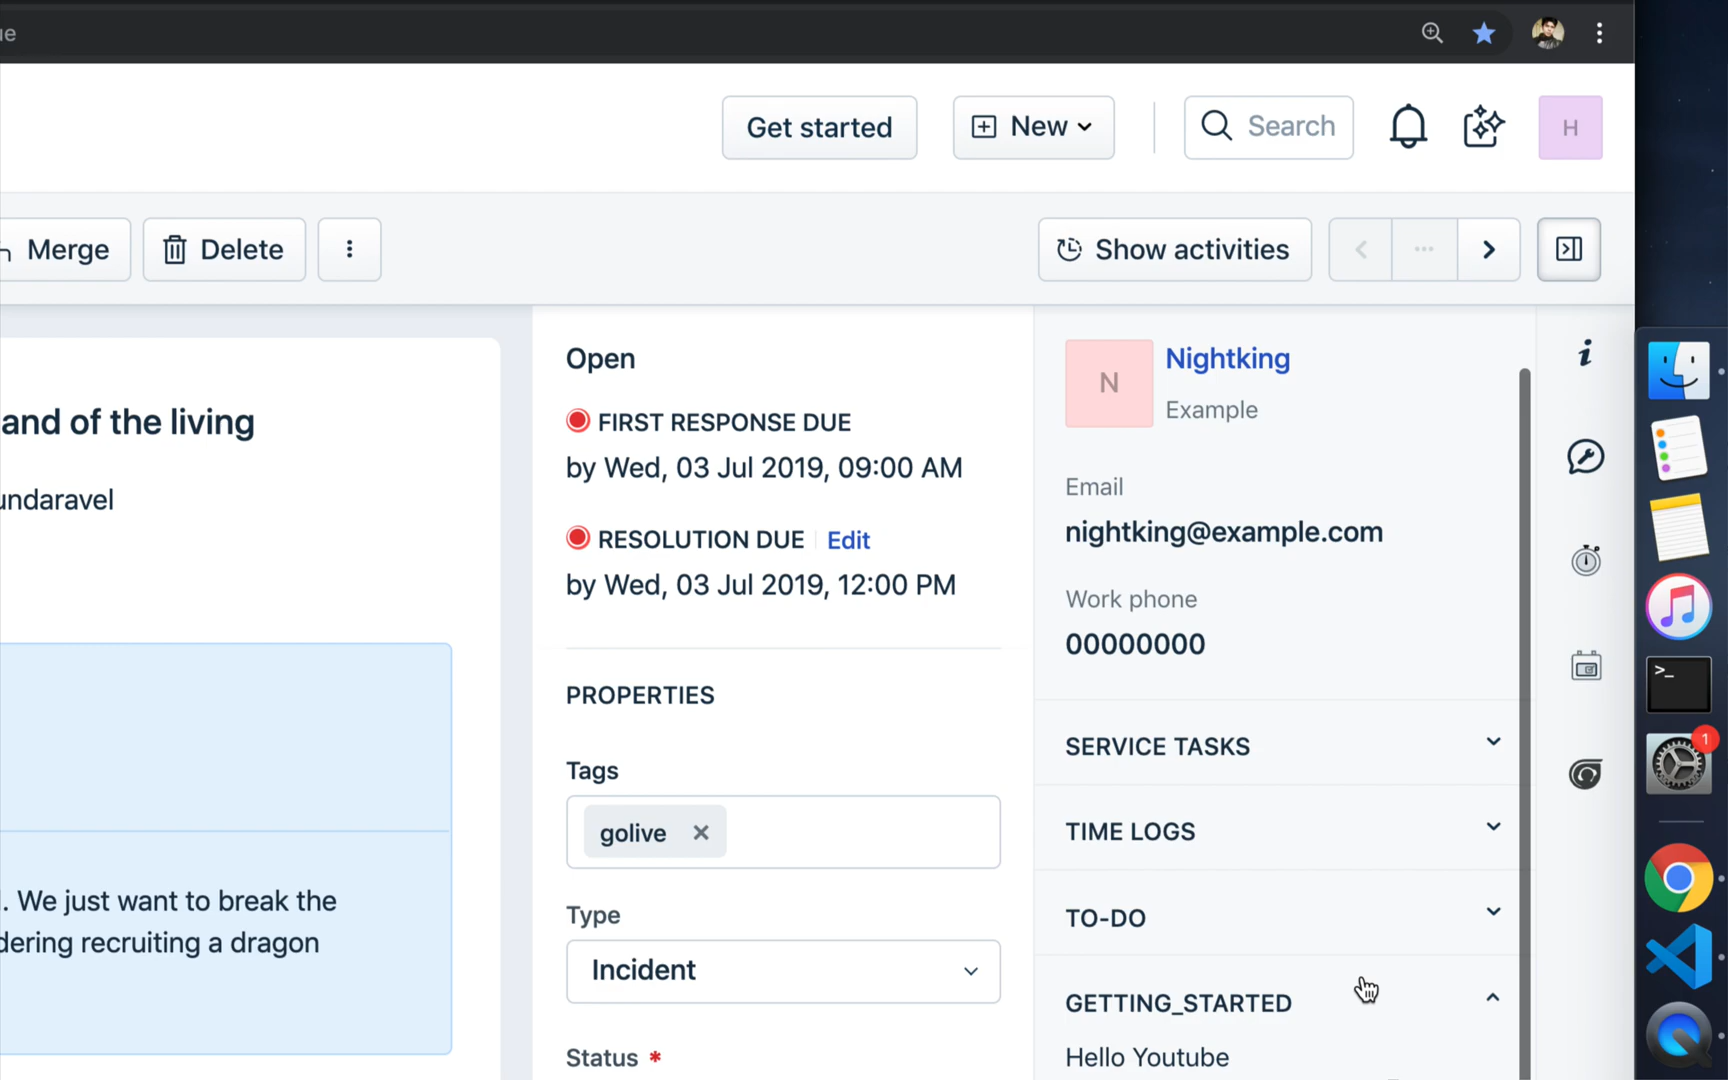 ue
Get started
New
Search
H
Merge
Delete
Show activities
and of the living
undaravel
. We just want to break the
dering recruiting a dragon
Open
FIRST RESPONSE DUE
by Wed, 03 Jul 2019, 09:00 AM
RESOLUTION DUE Edit
by Wed, 03 Jul 2019, 12:00 PM
PROPERTIES
Tags
golive
Type
Incident
Status *
N
Nightking
Example
Email
nightking@example.com
Work phone
00000000
SERVICE TASKS
TIME LOGS
TO-DO
GETTING_STARTED
Hello Youtube
1